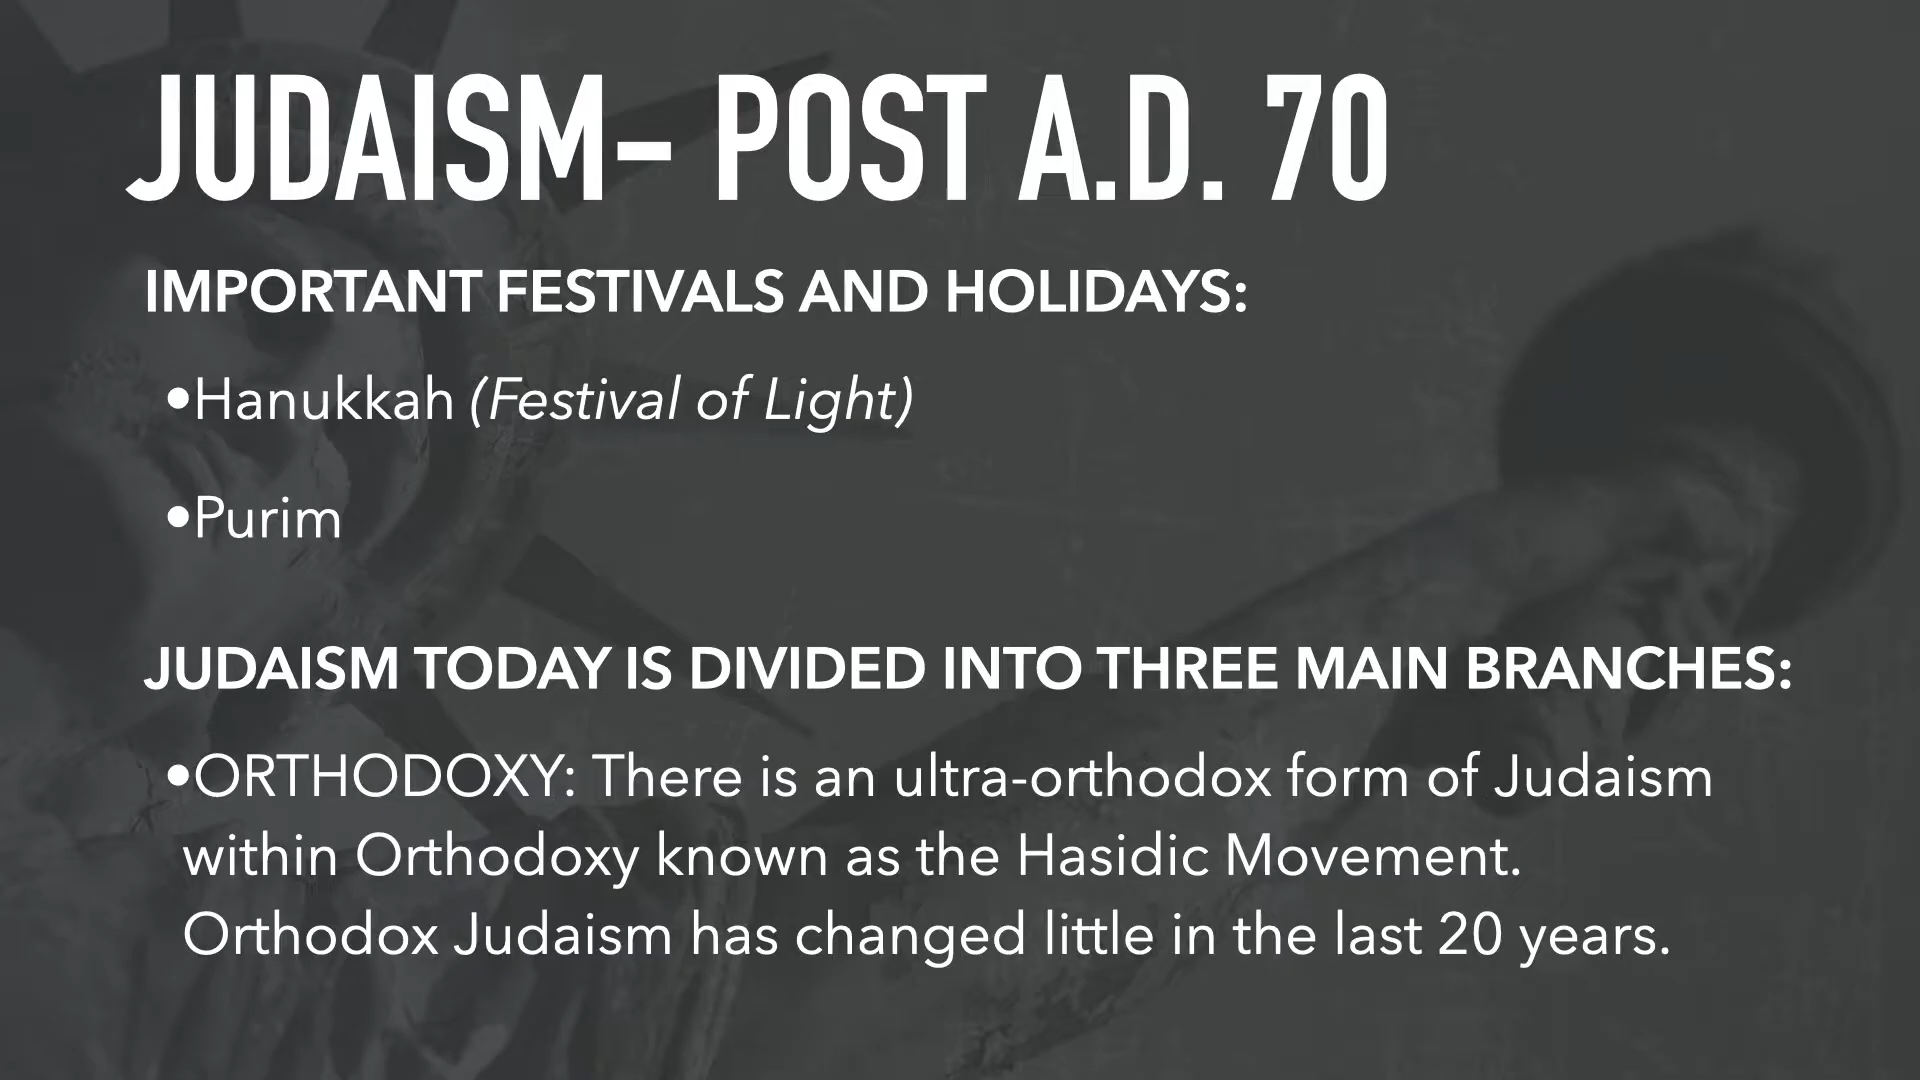 JUDAISM- POST A.D. 70
IMPORTANT FESTIVALS AND HOLIDAYS:
•Hanukkah (Festival of Light)
•Purim
JUDAISM TODAY IS DIVIDED INTO THREE MAIN BRANCHES:
•ORTHODOXY: There is an ultra-orthodox form of Judaism
within Orthodoxy known as the Hasidic Movement.
Orthodox Judaism has changed little in the last 20 years.